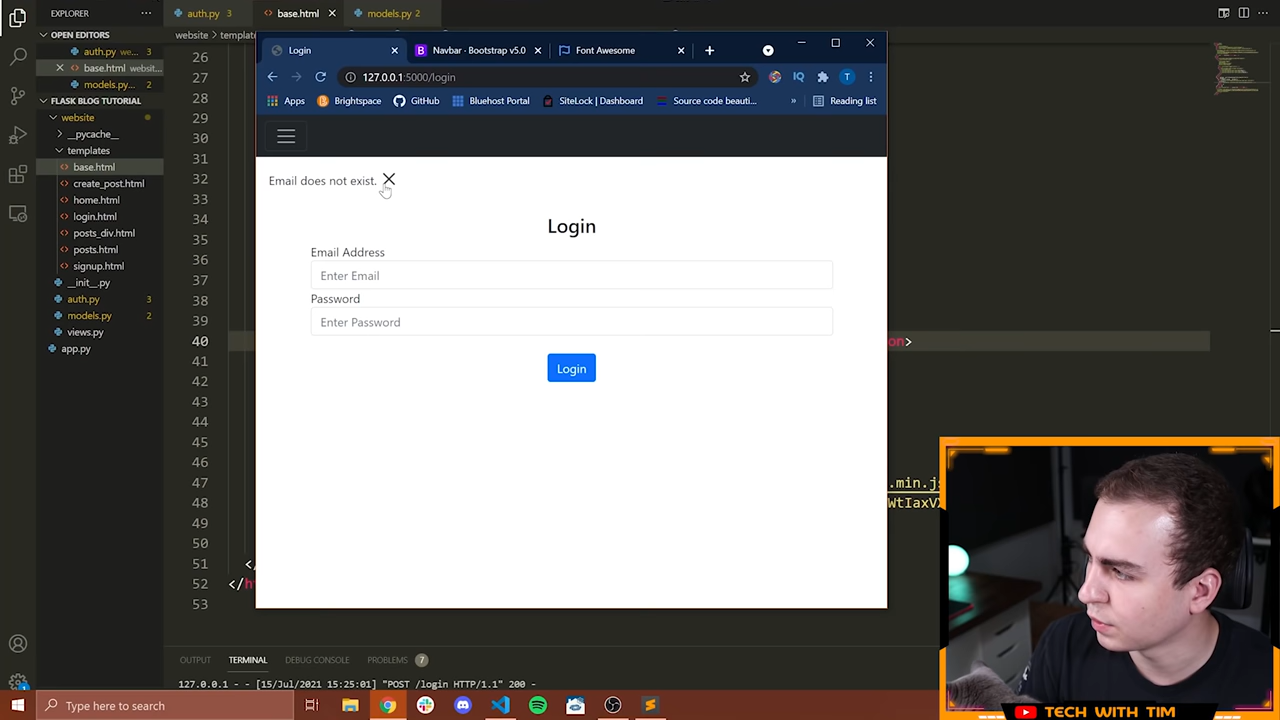 EXPLORER
OPEN EDITORS
auth.py we... 3
base.html websit...
models.py... 2
FLASK BLOG TUTORIAL
website
__pycache__
templates
base.html
create_post.html
home.html
login.html
posts_div.html
posts.html
signup.html
__init__.py
auth.py 3
models.py 2
views.py
app.py
auth.py 3
base.html
models.py 2
website
26
27
28
29
30
31
32
33
34
35
36
37
38
39
40
41
42
43
44
45
46
47
48
49
50
51
52
53
on>
.min.js
</
</h
Login
Navbar · Bootstrap v5.0
Font Awesome
127.0.0.1:5000/login
T
Apps
Brightspace
GitHub
Bluehost Portal
SiteLock | Dashboard
Source code beauti...
Reading list
Email does not exist.
Login
Email Address
Enter Email
Password
Enter Password
Login
OUTPUT
TERMINAL
DEBUG CONSOLE
PROBLEMS 7
127.0.0.1 - - [15/Jul/2021 15:25:01] "POST /login HTTP/1.1" 200 -
Type here to search
TECH WITH TIM